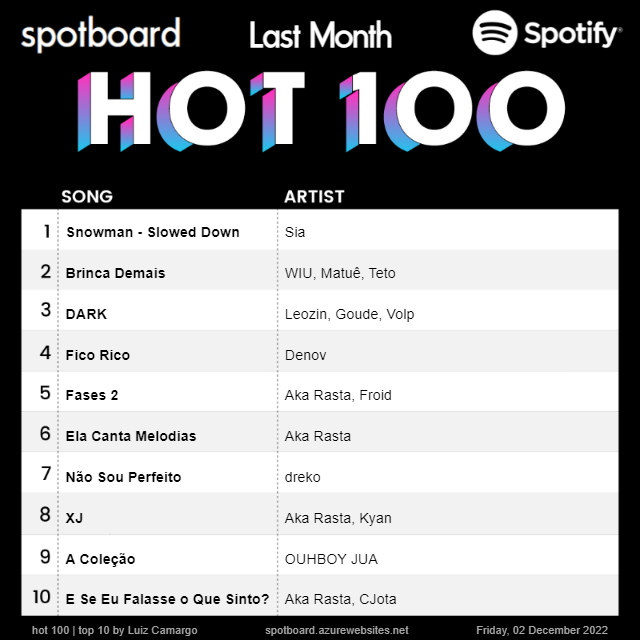 spotboard Last Month Spotify®
HOT 100
SONG ARTIST
1 Snowman - Slowed Down Sia
2 Brinca Demais WIU, Matuê, Teto
3 DARK Leozin, Goude, Volp
4 Fico Rico Denov
5 Fases 2 Aka Rasta, Froid
6 Ela Canta Melodias Aka Rasta
7 Não Sou Perfeito dreko
8 XJ Aka Rasta, Kyan
9 A Coleção OUHBOY JUA
10 E Se Eu Falasse o Que Sinto? Aka Rasta, CJota
hot 100 | top 10 by Luiz Camargo spotboard.azurewebsites.net Friday, 02 December 2022